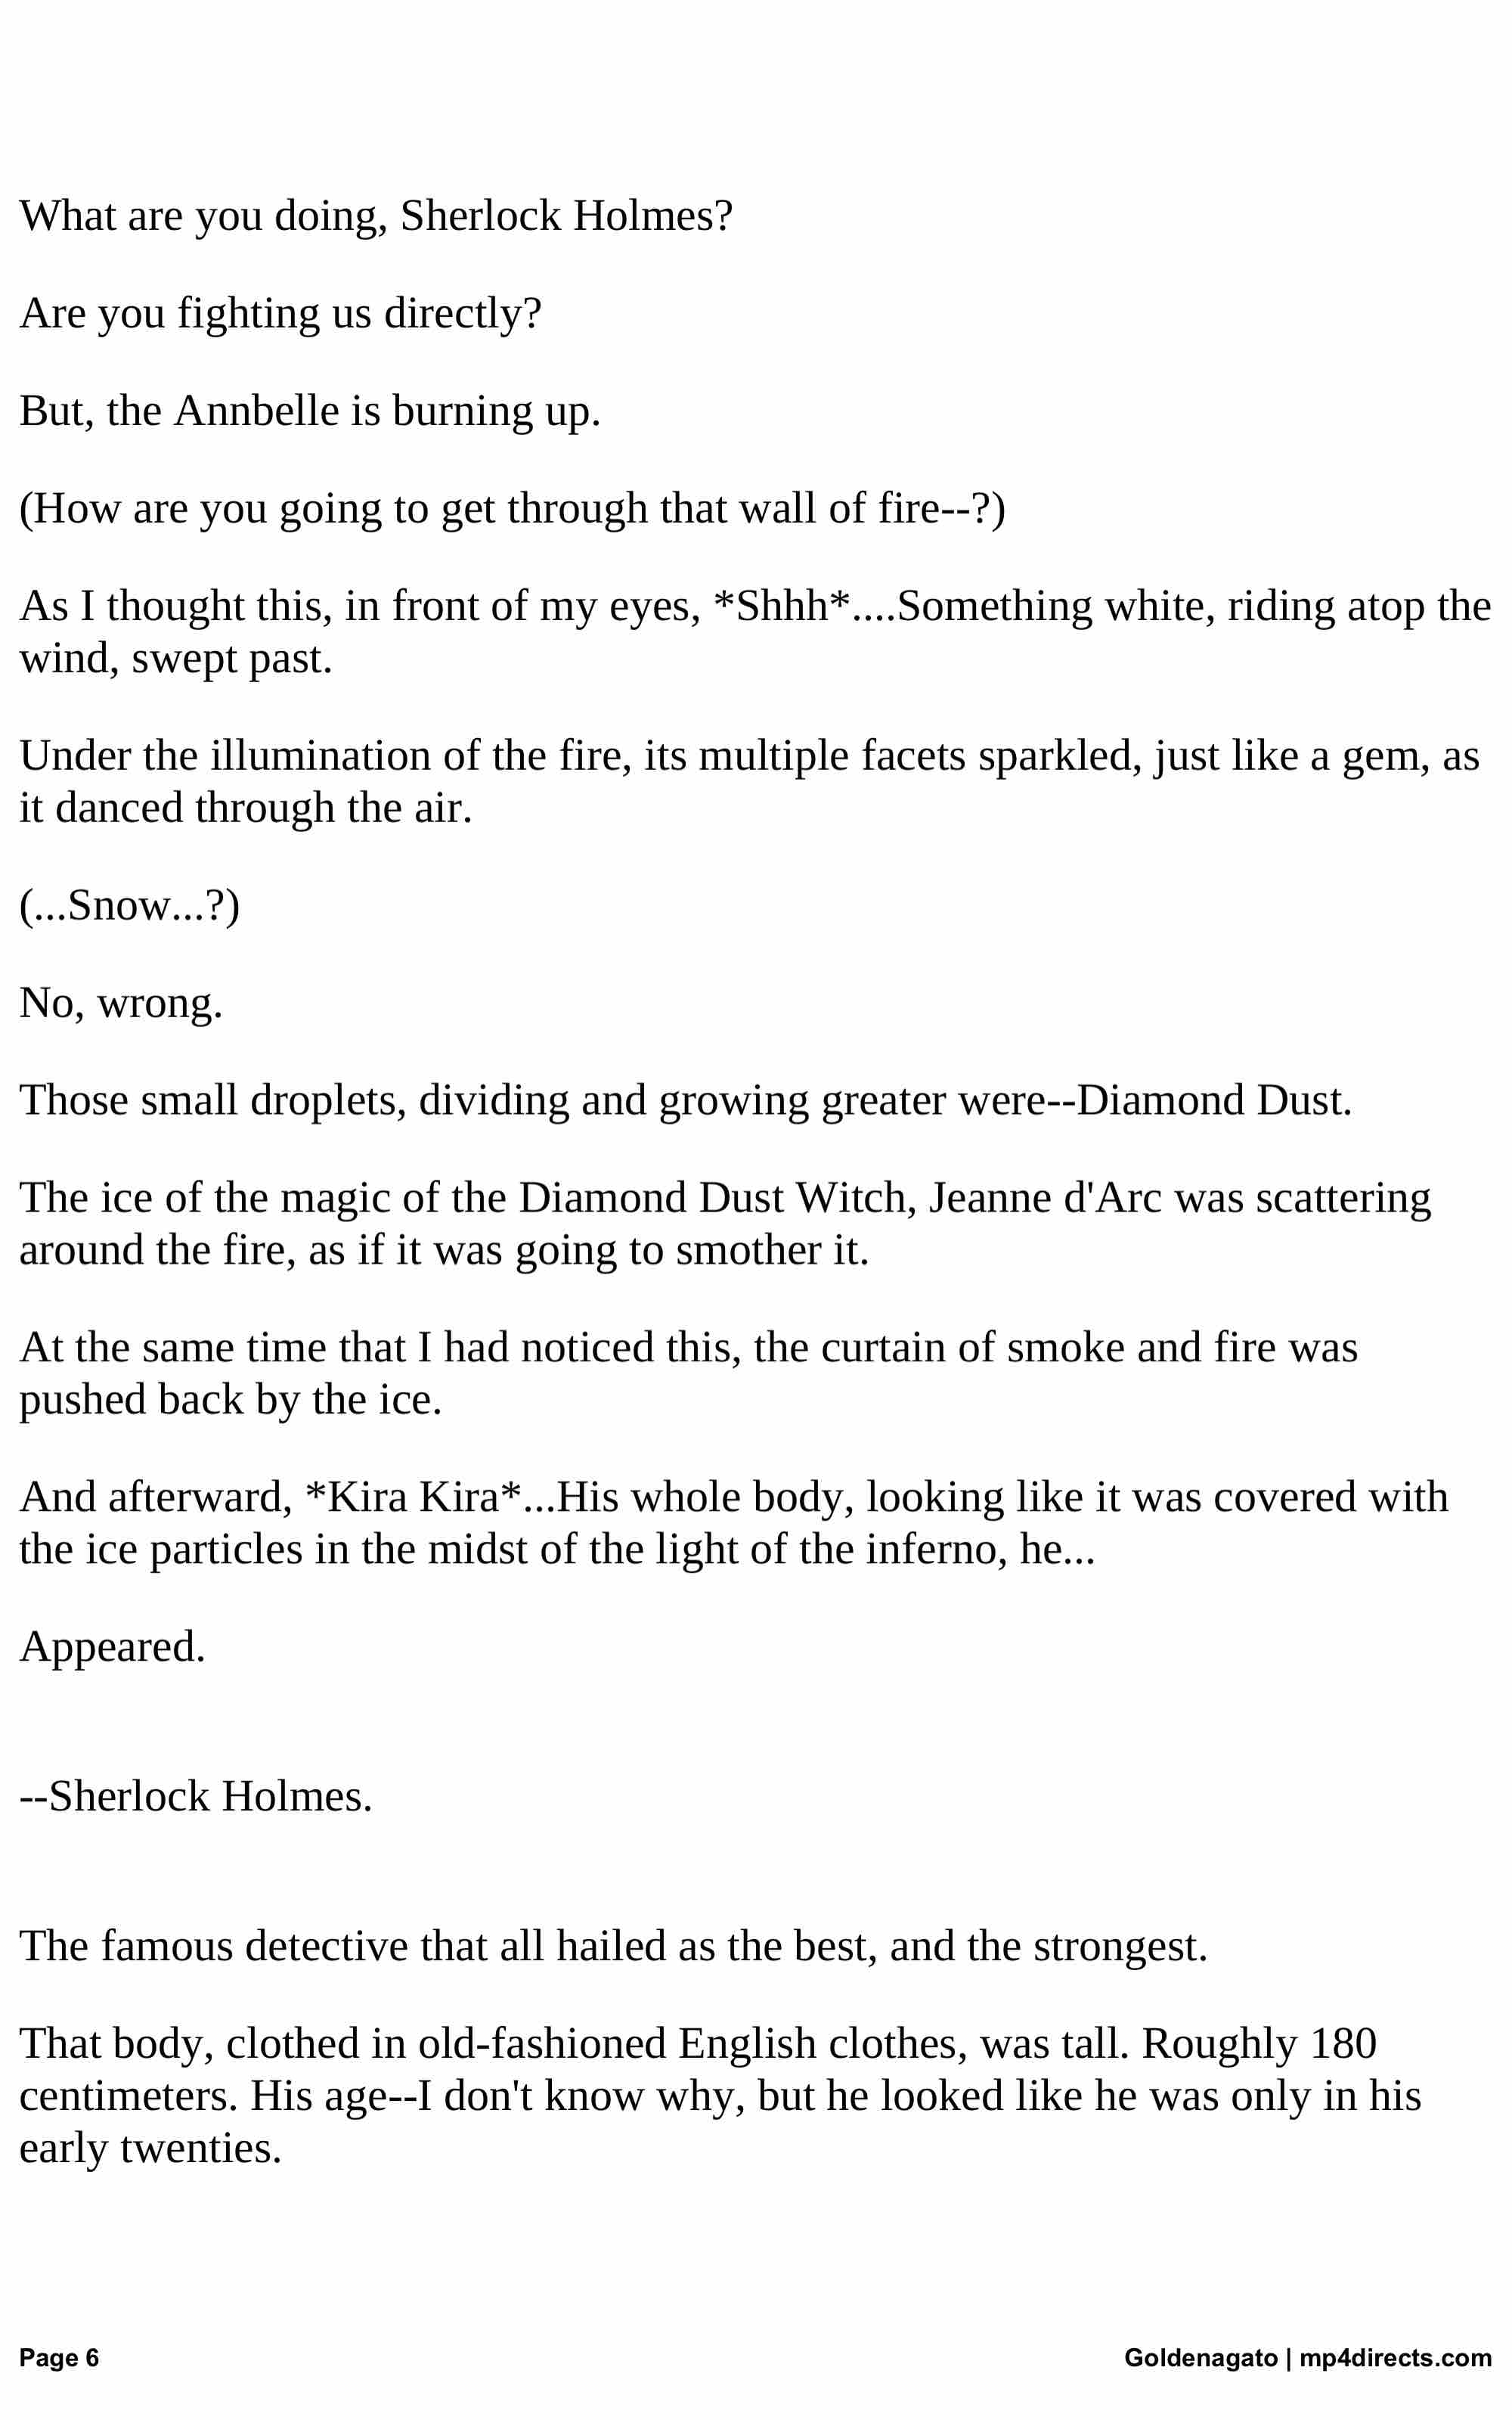 What are you doing, Sherlock Holmes?
Are you fighting us directly?
But, the Annbelle is burning up.
(How are you going to get through that wall of fire--?)
As I thought this, in front of my eyes, *Shhh*....Something white, riding atop the
wind, swept past.
Under the illumination of the fire, its multiple facets sparkled, just like a gem, as
it danced through the air.
(...Snow...?)
No, wrong.
Those small droplets, dividing and growing greater were--Diamond Dust.
The ice of the magic of the Diamond Dust Witch, Jeanne d'Arc was scattering
around the fire, as if it was going to smother it.
At the same time that I had noticed this, the curtain of smoke and fire was
pushed back by the ice.
And afterward, *Kira Kira*...His whole body, looking like it was covered with
the ice particles in the midst of the light of the inferno, he...
Appeared.
--Sherlock Holmes.
The famous detective that all hailed as the best, and the strongest.
That body, clothed in old-fashioned English clothes, was tall. Roughly 180
centimeters. His age--I don't know why, but he looked like he was only in his
early twenties.
Page 6
Goldenagato | mp4directs.com